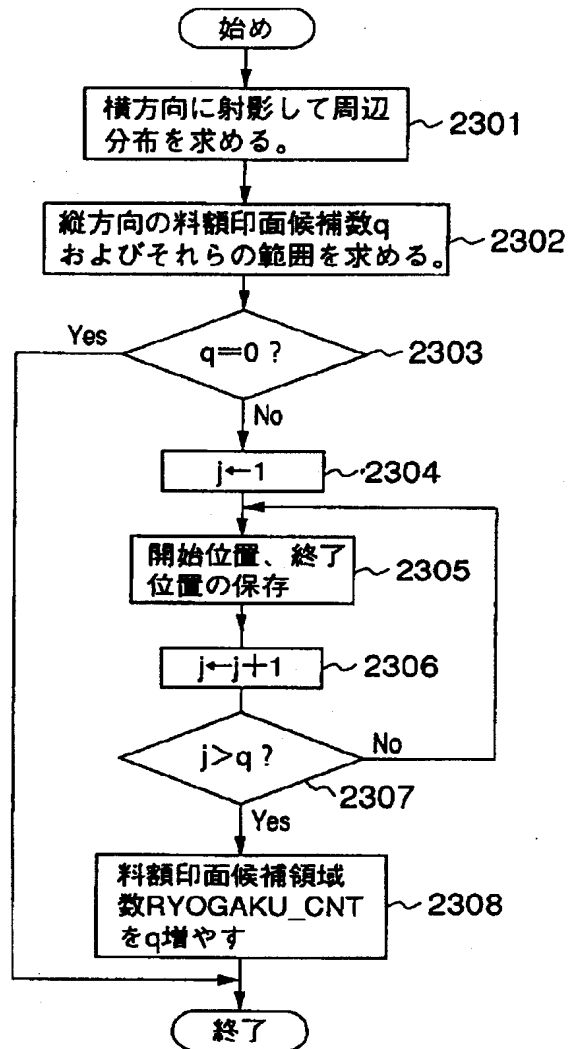 始め
横方向に射影して周辺
分布を求める。
2301
縦方向の料額印面候補数q
およびそれらの範囲を求める。
2302
Yes
q=0?
2303
No
j←1
2304
開始位置、終了
位置の保存
2305
j←j+1
2306
j>q?
No
2307
Yes
料額印面候補領域
数RYOGAKU_CNT
をq増やす
2308
終了